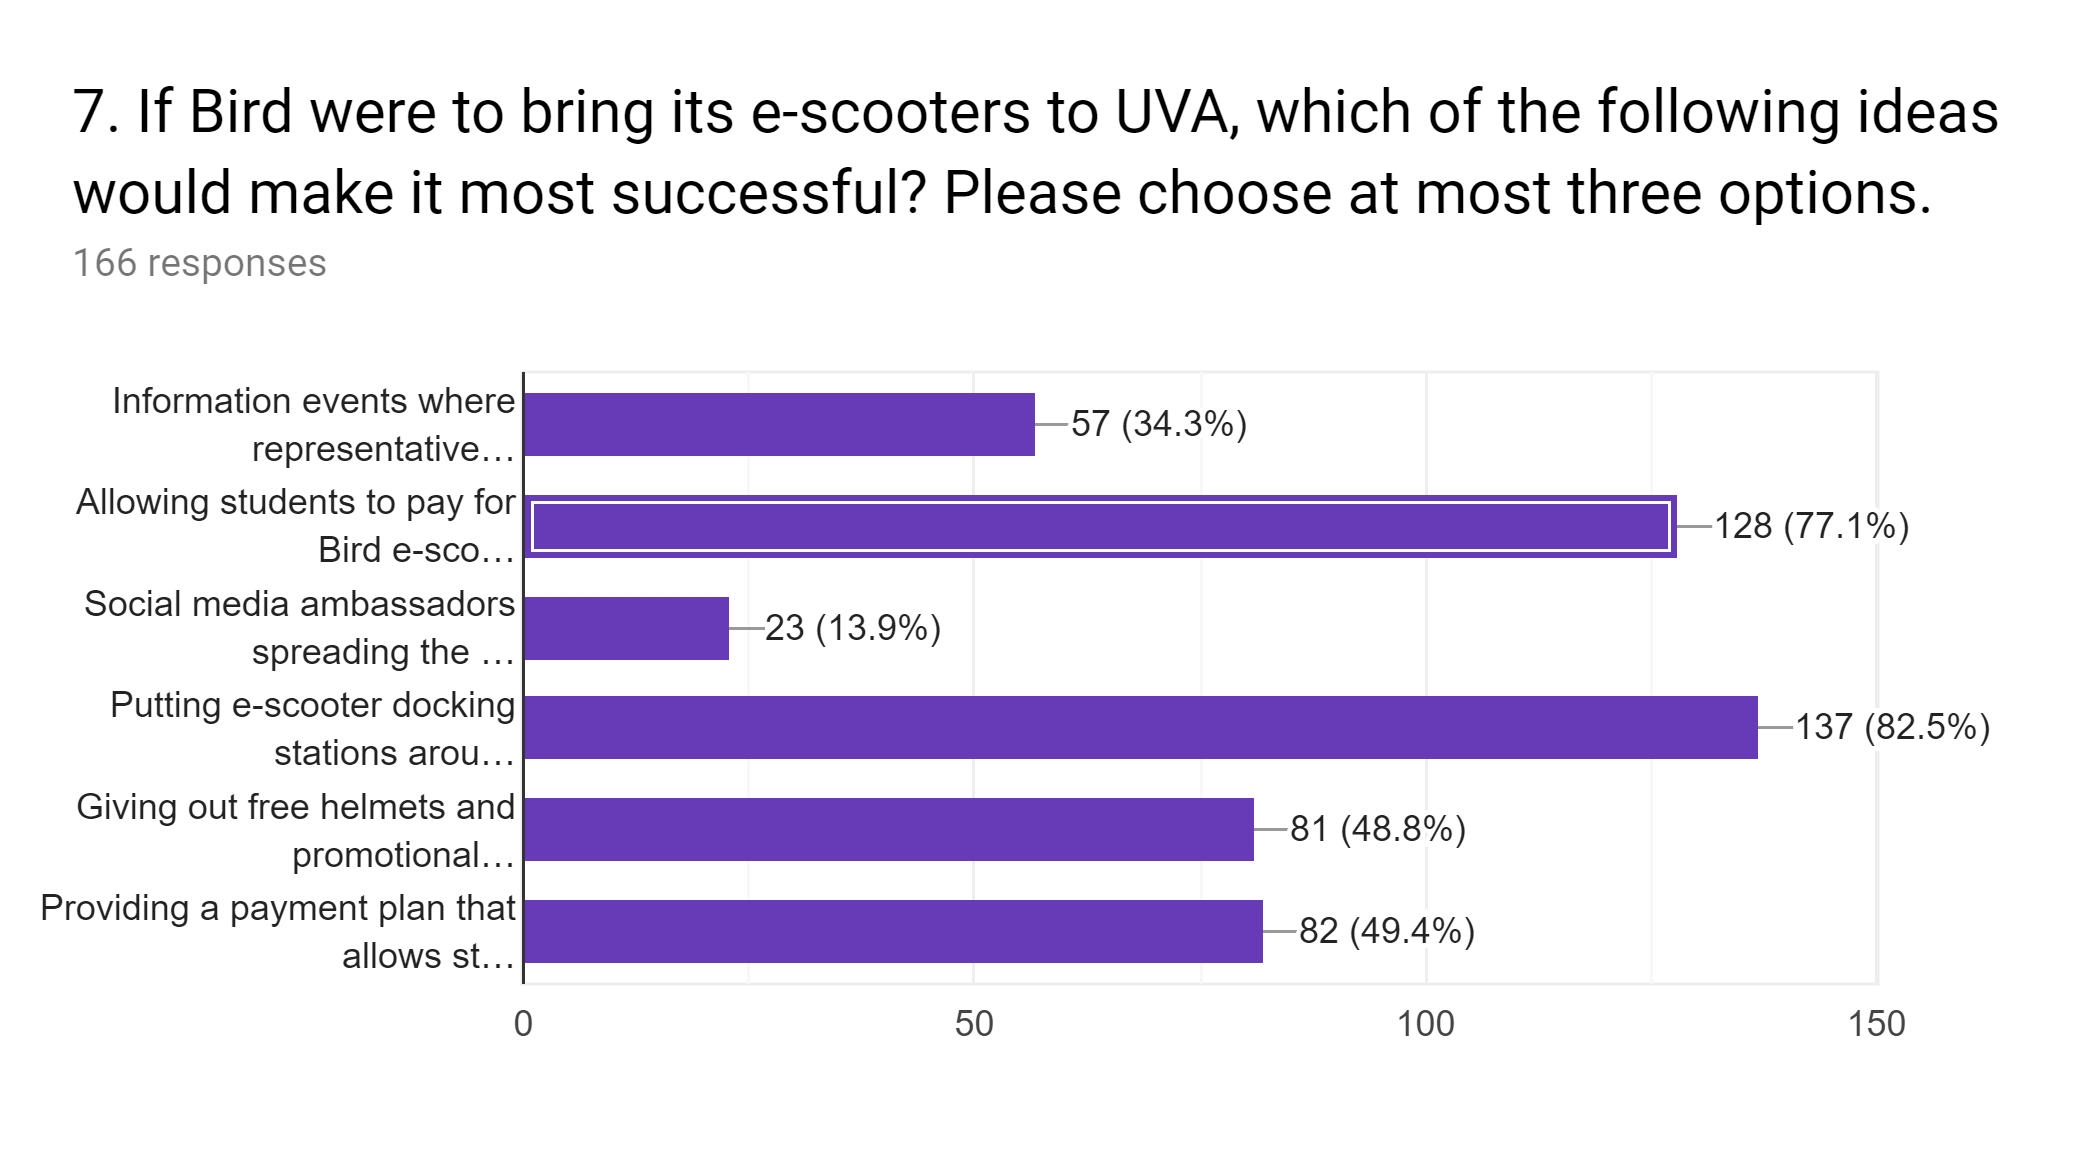 7. If Bird were to bring its e-scooters to UVA, which of the following ideas
would make it most successful? Please choose at most three options.
166 responses
Information events where
representative…
57 (34.3%)
Allowing students to pay for
Bird e-sco…
128 (77.1%)
Social media ambassadors
spreading the …
23 (13.9%)
Putting e-scooter docking
stations arou…
137 (82.5%)
Giving out free helmets and
promotional…
81 (48.8%)
Providing a payment plan that
allows st…
82 (49.4%)
0 50 100 150